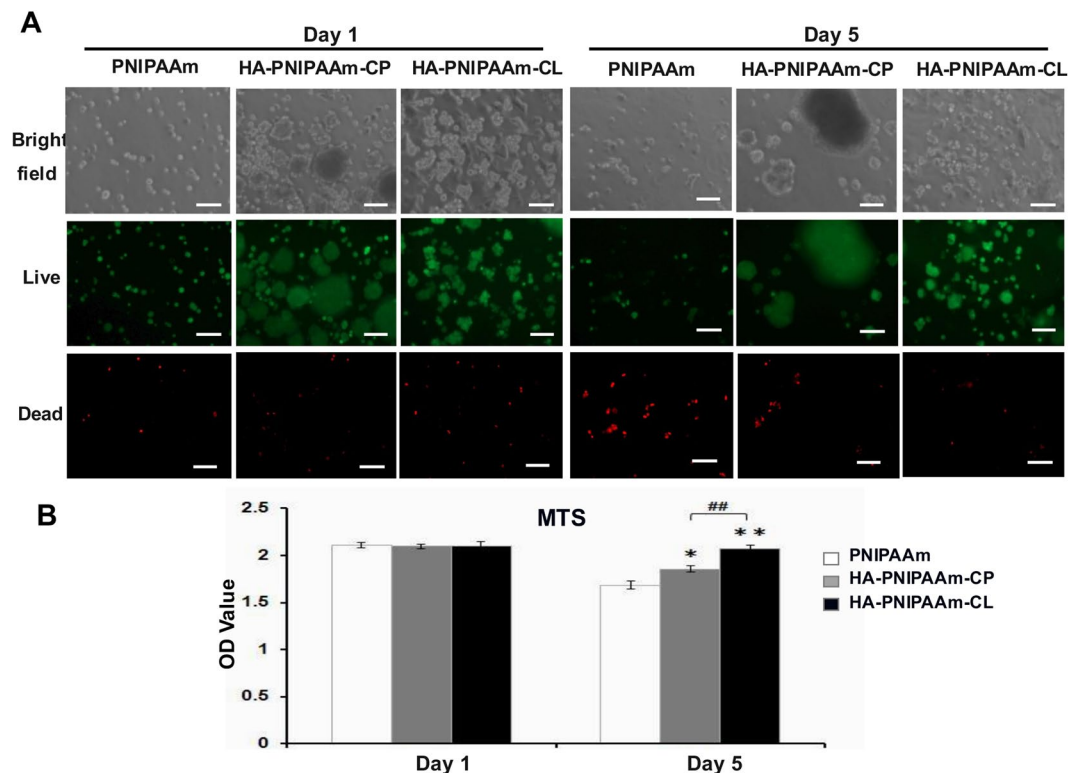 A
Day 1
Day 5
PNIPAAm
HA-PNIPAAm-CP
HA-PNIPAAm-CL
PNIPAAm
HA-PNIPAAm-CP
HA-PNIPAAm-CL
Bright
field
Live
Dead
B
MTS
OD Value
2.5
2
1.5
1
0.5
0
##
*
* *
Day 1
Day 5
PNIPAAm
HA-PNIPAAm-CP
HA-PNIPAAm-CL